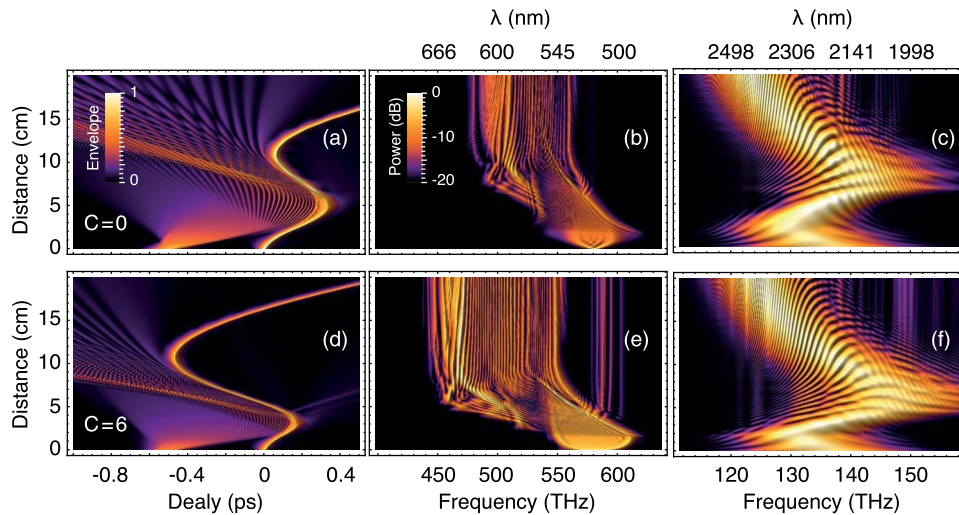 λ (nm) λ (nm)
666 600 545 500 2498 2306 2141 1998
Distance (cm)
15
10
5
0
Envelope
1
0
C=0
(a)
Power (dB)
0
-10
-20
(b)
(c)
Distance (cm)
15
10
5
0
C=6
(d)
(e)
(f)
-0.8 -0.4 0 0.4 450 500 550 600 120 130 140 150
Dealy (ps) Frequency (THz) Frequency (THz)